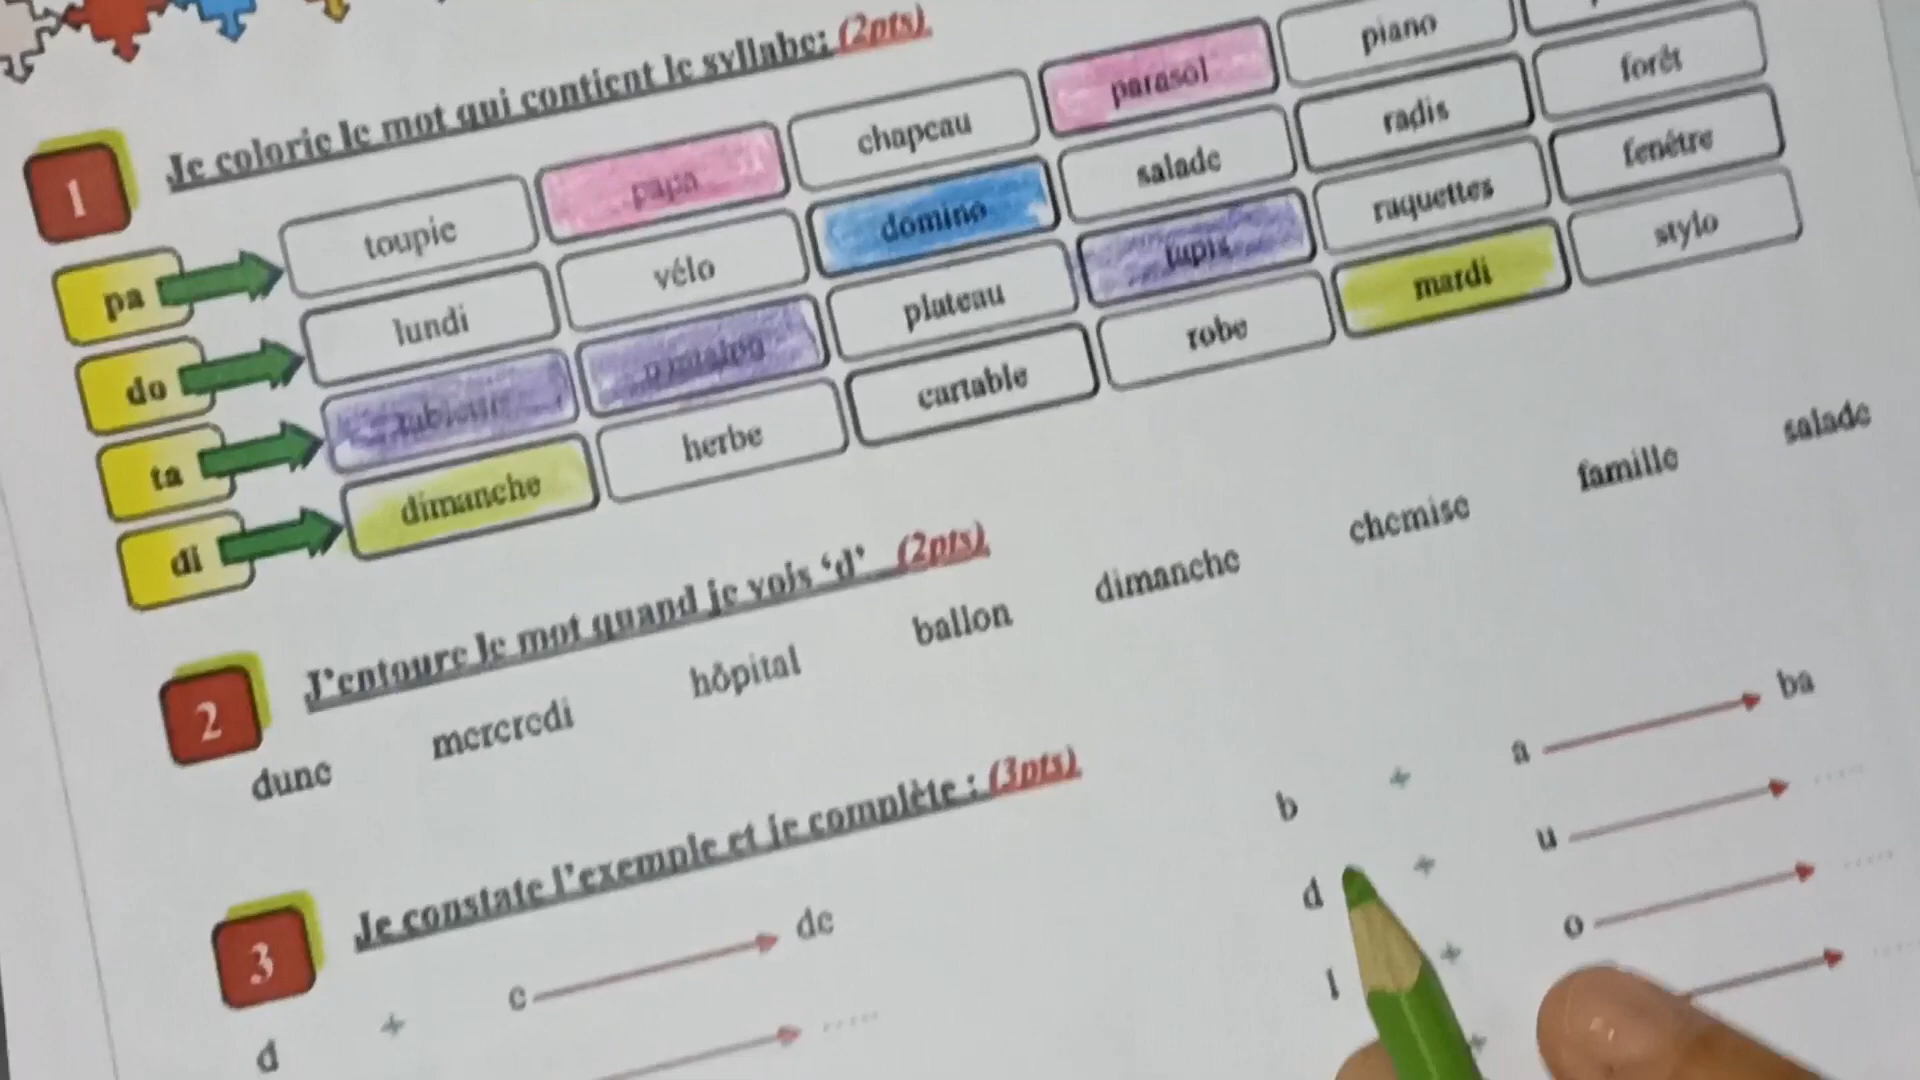 1 Je colorie le mot qui contient le syllabe: (2pts).
pa toupie papa chapeau parasol piano
do lundi vélo domino salade radis forêt
ta tablette pantalon plateau tapis raquettes fenêtre
di dimanche herbe cartable robe mardi stylo
2 J'entoure le mot quand je vois 'd' (2pts).
dune mercredi hôpital ballon dimanche chemise famille salade
3 Je constate l'exemple et je complète : (3pts).
d + e de
.....
b + a ba
d + u .....
l + o .....
+ .....